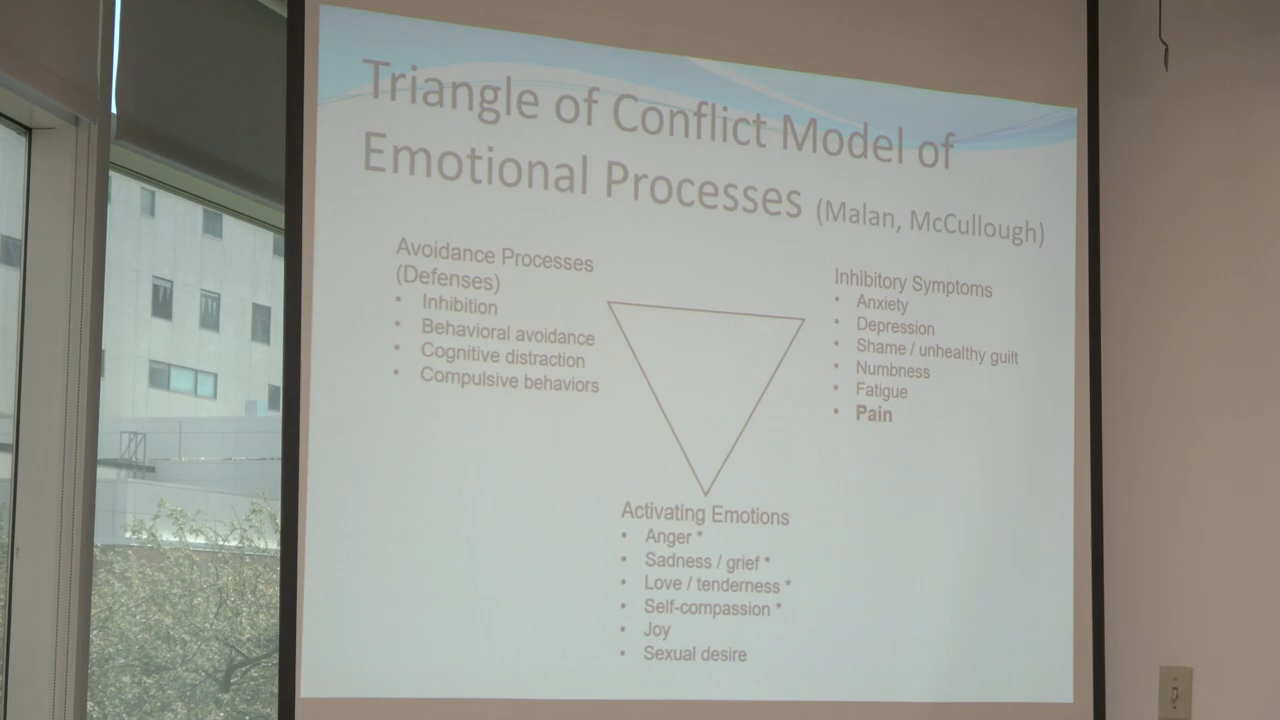 Triangle of Conflict Model of
Emotional Processes (Malan, McCullough)
Avoidance Processes
(Defenses)
• Inhibition
• Behavioral avoidance
• Cognitive distraction
• Compulsive behaviors
Inhibitory Symptoms
• Anxiety
• Depression
• Shame / unhealthy guilt
• Numbness
• Fatigue
• Pain
Activating Emotions
• Anger *
• Sadness / grief *
• Love / tenderness *
• Self-compassion *
• Joy
• Sexual desire